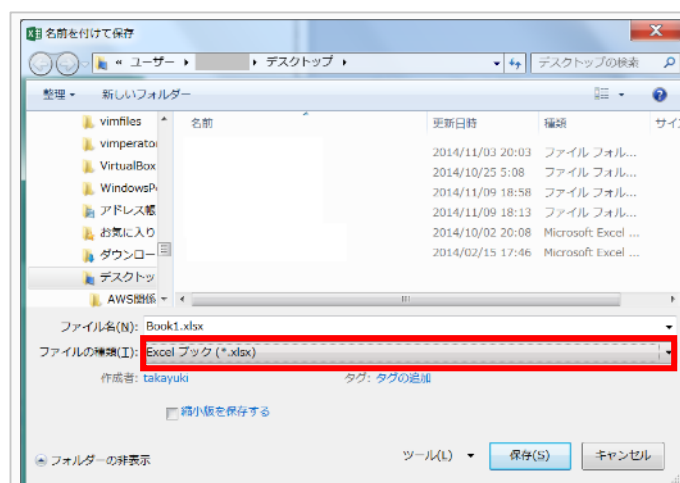 名前を付けて保存
« ユーザー ▸ ▸ デスクトップ ▸ デスクトップの検索
整理 ▾ 新しいフォルダー
名前 更新日時 種類 サイ
vimfiles
vimperator
VirtualBox
WindowsP
アドレス帳
お気に入り
ダウンロー
デスクトッ
AWS関係
2014/11/03 20:03 ファイル フォル...
2014/10/25 5:08 ファイル フォル...
2014/11/09 18:58 ファイル フォル...
2014/11/09 18:13 ファイル フォル...
2014/10/02 20:08 Microsoft Excel ...
2014/02/15 17:46 Microsoft Excel ...
ファイル名(N): Book1.xlsx
ファイルの種類(T): Excel ブック (*.xlsx)
作成者: takayuki タグ: タグの追加
縮小版を保存する
フォルダーの非表示 ツール(L) ▾ 保存(S) キャンセル